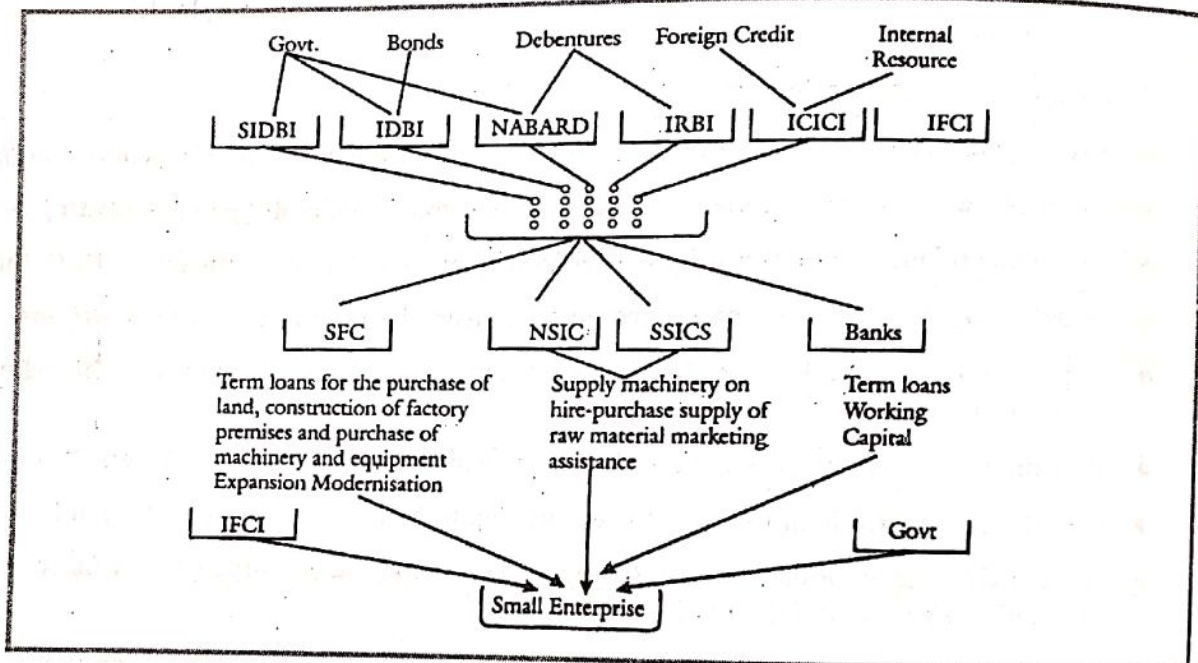 Govt. Bonds Debentures Foreign Credit Internal
Resource
SIDBI IDBI NABARD IRBI ICICI IFCI
SFC NSIC SSICS Banks
Term loans for the purchase of
land, construction of factory
premises and purchase of
machinery and equipment
Expansion Modernisation
Supply machinery on
hire-purchase supply of
raw material marketing
assistance
Term loans
Working
Capital
IFCI Govt
Small Enterprise